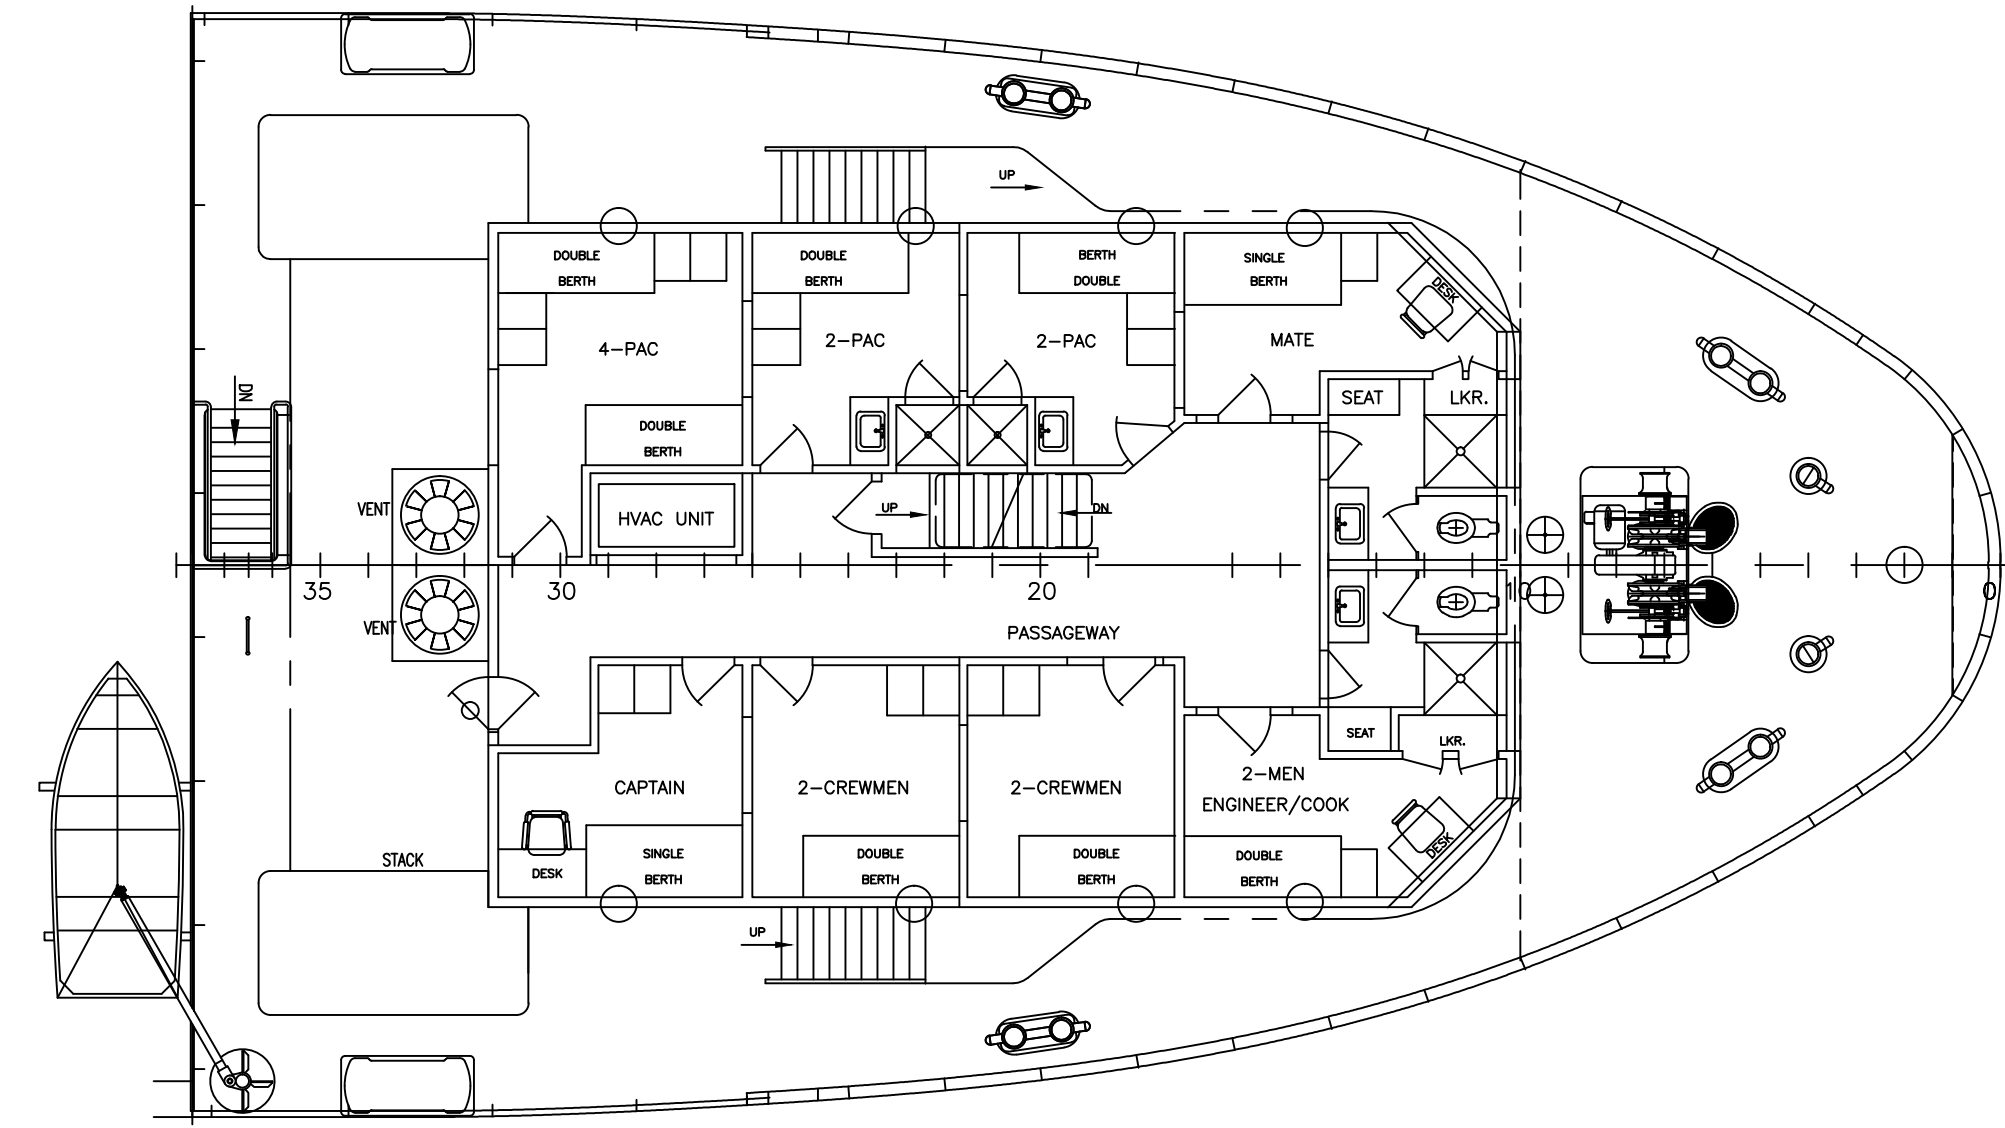 UP
DOUBLE
BERTH
DOUBLE
BERTH
BERTH
DOUBLE
SINGLE
BERTH
DESK
4-PAC
2-PAC
2-PAC
MATE
DN
SEAT
LKR.
DOUBLE
BERTH
VENT
HVAC UNIT
UP
DN
35
30
20
10
0
VENT
PASSAGEWAY
SEAT
LKR.
CAPTAIN
2-CREWMEN
2-CREWMEN
2-MEN
ENGINEER/COOK
STACK
DESK
SINGLE
BERTH
DOUBLE
BERTH
DOUBLE
BERTH
DOUBLE
BERTH
DESK
UP